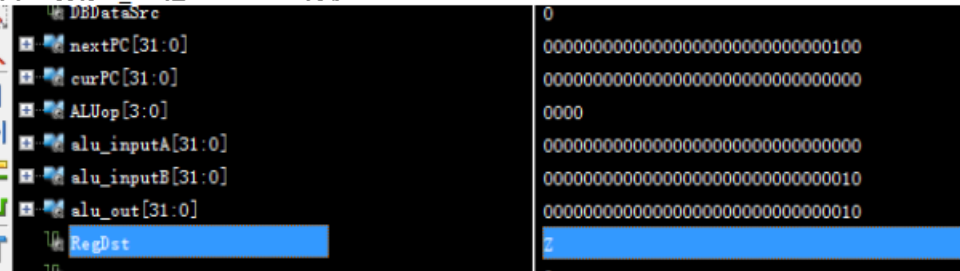 DBDataSrc 0
nextPC[31:0] 00000000000000000000000000000100
curPC[31:0] 00000000000000000000000000000000
ALUop[3:0] 0000
alu_inputA[31:0] 00000000000000000000000000000000
alu_inputB[31:0] 00000000000000000000000000000010
alu_out[31:0] 00000000000000000000000000000010
RegDst Z